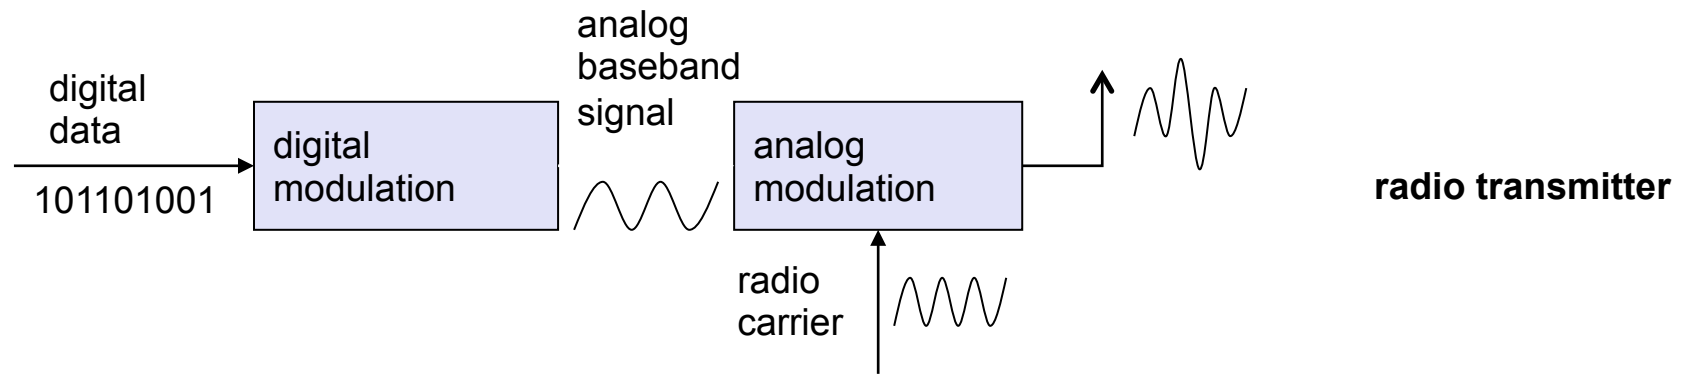 digital
data
101101001
digital
modulation
analog
baseband
signal
analog
modulation
radio
carrier
radio transmitter